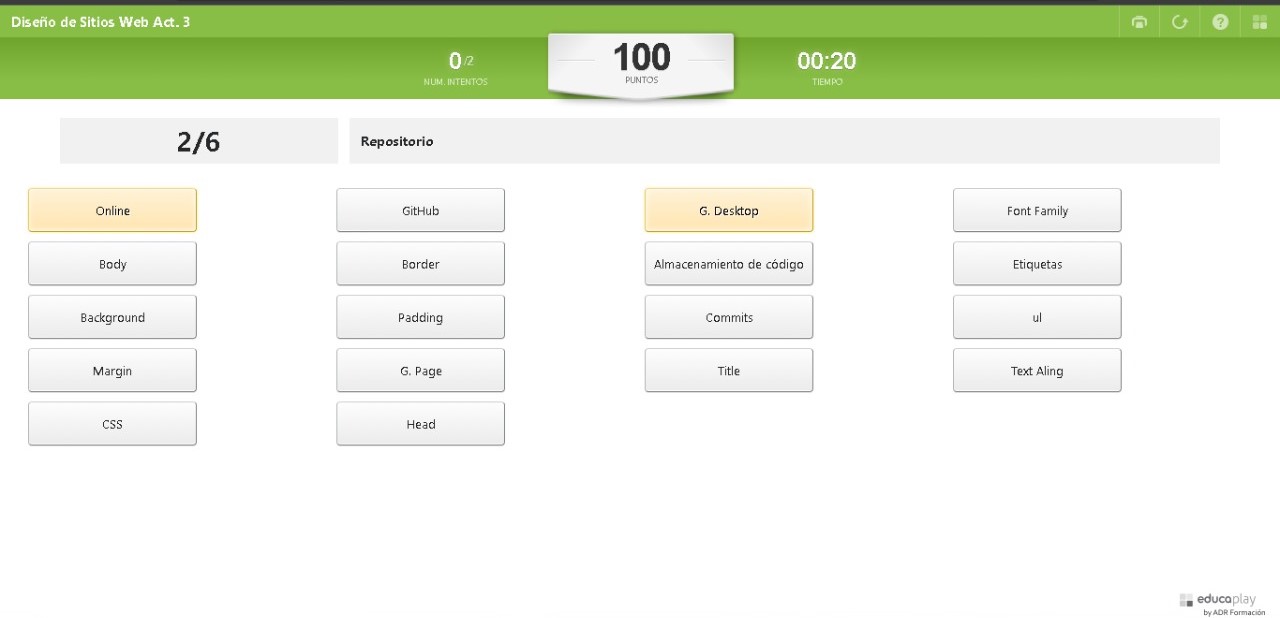 Diseño de Sitios Web Act. 3
0/2
NUM. INTENTOS
100
PUNTOS
00:20
TIEMPO
2/6
Repositorio
Online
GitHub
G. Desktop
Font Family
Body
Border
Almacenamiento de código
Etiquetas
Background
Padding
Commits
ul
Margin
G. Page
Title
Text Aling
CSS
Head
educaplay
by ADR Formación